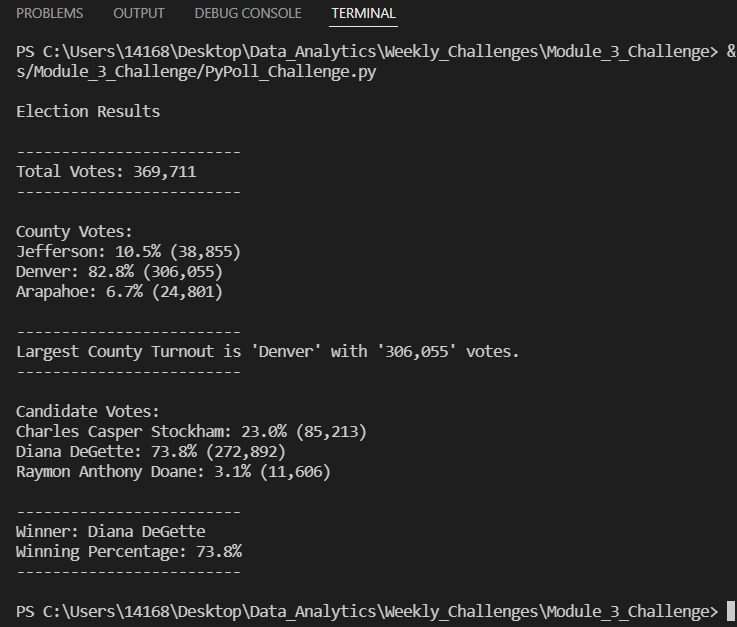 PROBLEMS OUTPUT DEBUG CONSOLE TERMINAL
PS C:\Users\14168\Desktop\Data_Analytics\Weekly_Challenges\Module_3_Challenge> &
s/Module_3_Challenge/PyPoll_Challenge.py
Election Results
-------------------------
Total Votes: 369,711
-------------------------
County Votes:
Jefferson: 10.5% (38,855)
Denver: 82.8% (306,055)
Arapahoe: 6.7% (24,801)
-------------------------
Largest County Turnout is 'Denver' with '306,055' votes.
-------------------------
Candidate Votes:
Charles Casper Stockham: 23.0% (85,213)
Diana DeGette: 73.8% (272,892)
Raymon Anthony Doane: 3.1% (11,606)
-------------------------
Winner: Diana DeGette
Winning Percentage: 73.8%
-------------------------
PS C:\Users\14168\Desktop\Data_Analytics\Weekly_Challenges\Module_3_Challenge>